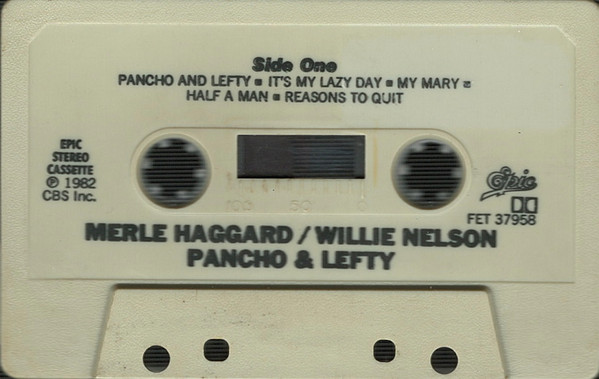 Side One
PANCHO AND LEFTY ▪ IT'S MY LAZY DAY ▪ MY MARY ▪
HALF A MAN ▪ REASONS TO QUIT
EPIC
STEREO
CASSETTE
℗ 1982
CBS Inc.
100 50 0
Epic
FET 37958
MERLE HAGGARD / WILLIE NELSON
PANCHO & LEFTY